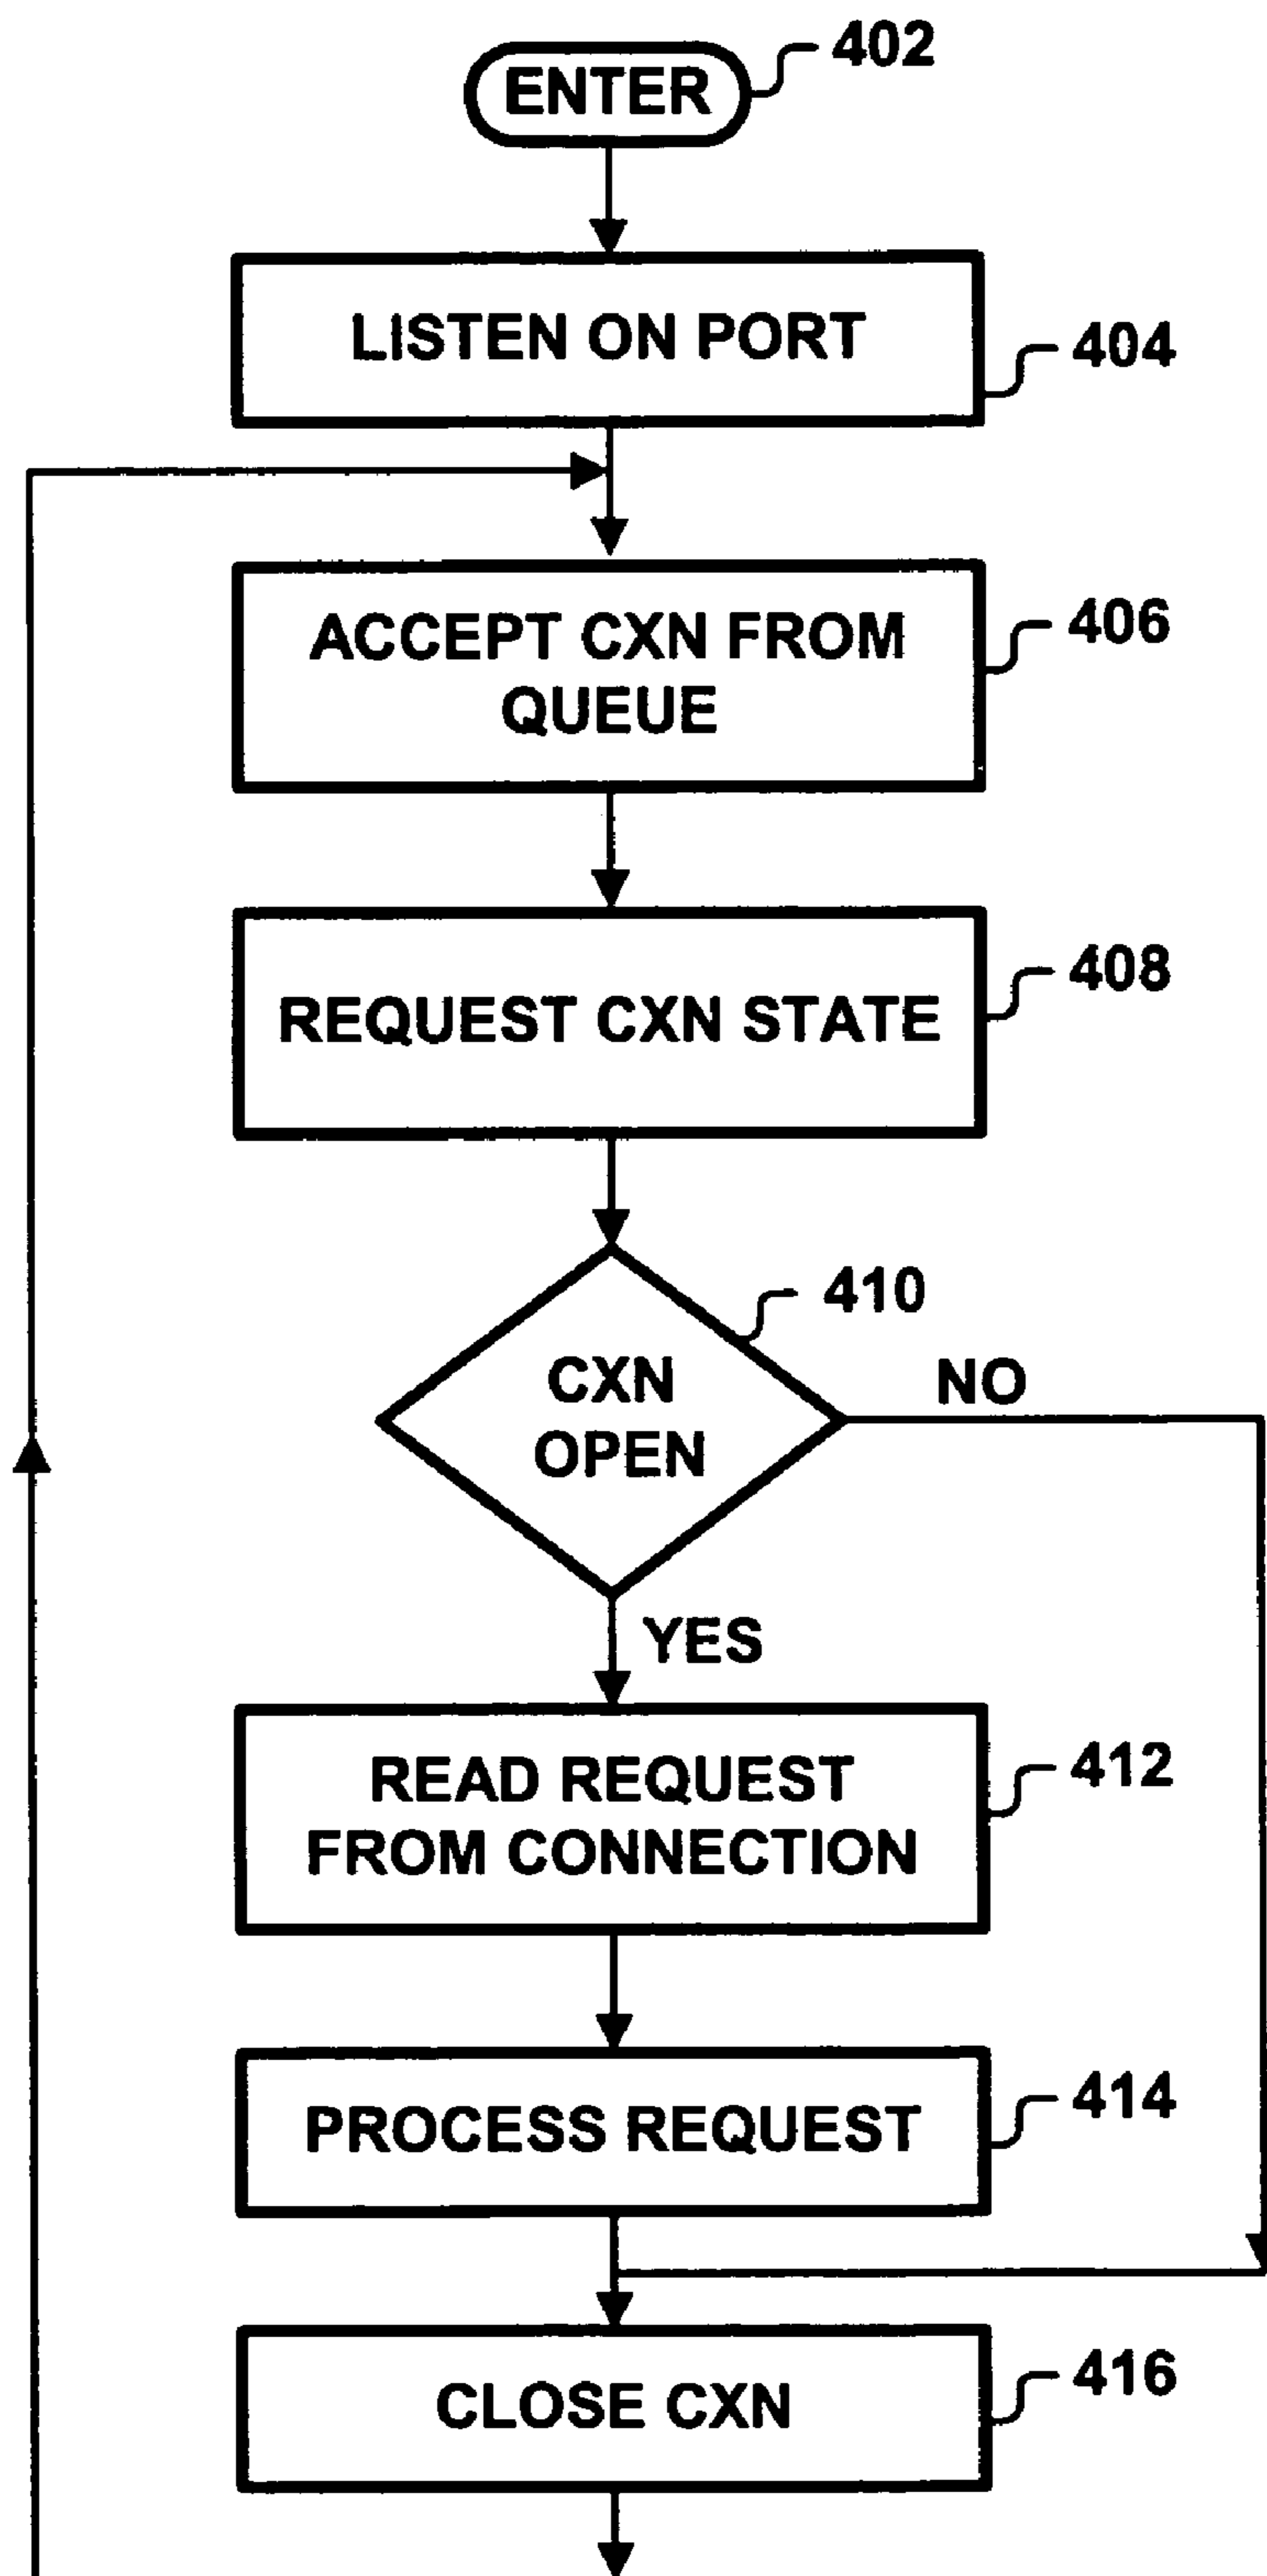 ENTER
402
LISTEN ON PORT
404
ACCEPT CXN FROM
QUEUE
406
REQUEST CXN STATE
408
CXN
OPEN
410
NO
YES
READ REQUEST
FROM CONNECTION
412
PROCESS REQUEST
414
CLOSE CXN
416